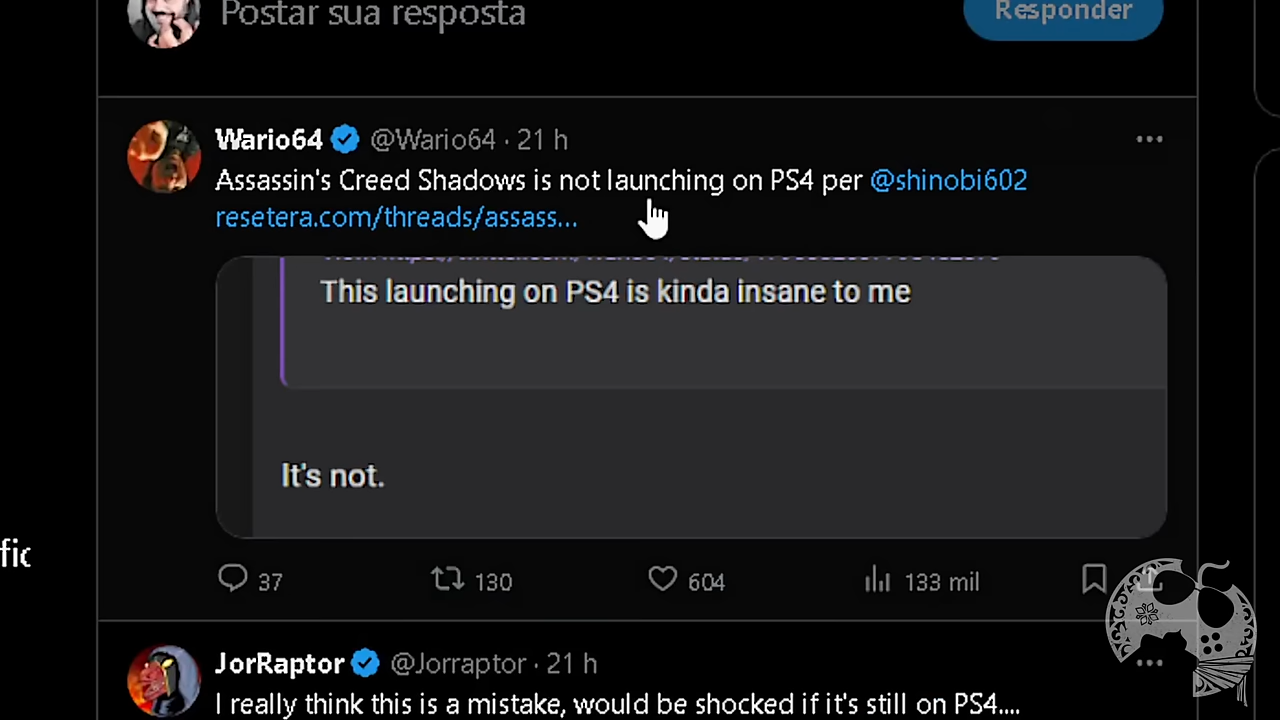 Postar sua resposta
Responder
Wario64 @Wario64 · 21 h
Assassin's Creed Shadows is not launching on PS4 per @shinobi602
resetera.com/threads/assass...
This launching on PS4 is kinda insane to me
It's not.
fic
37 130 604 133 mil
JorRaptor @Jorraptor · 21 h
I really think this is a mistake, would be shocked if it's still on PS4....